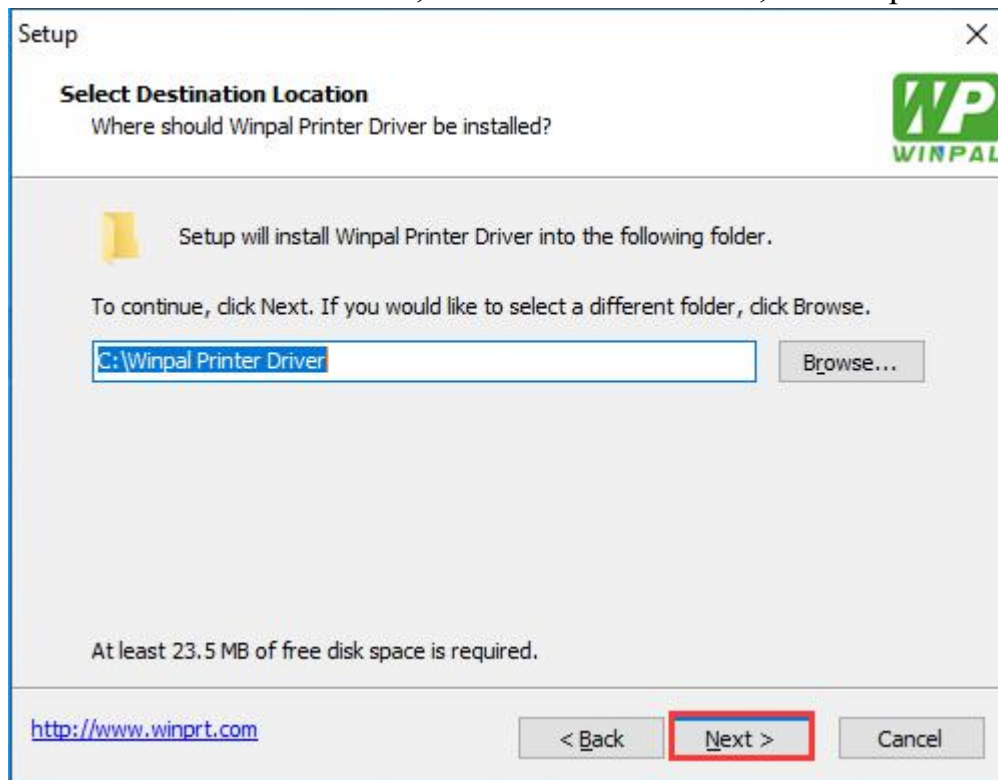 Setup
Select Destination Location
Where should Winpal Printer Driver be installed?
WP
WINPAL
Setup will install Winpal Printer Driver into the following folder.
To continue, click Next. If you would like to select a different folder, click Browse.
C:\Winpal Printer Driver
Browse...
At least 23.5 MB of free disk space is required.
http://www.winprt.com
< Back
Next >
Cancel